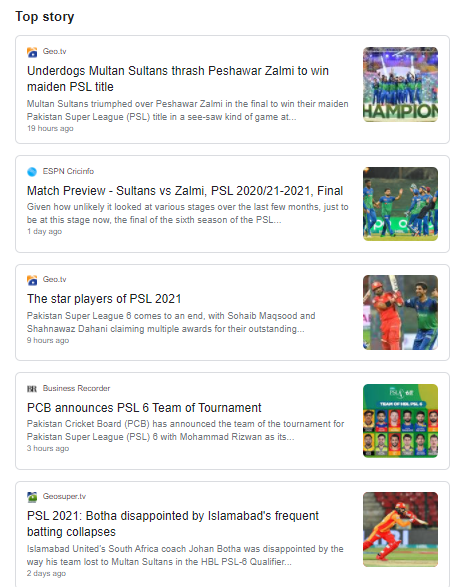 Top story
Geo.tv
Underdogs Multan Sultans thrash Peshawar Zalmi to win
maiden PSL title
Multan Sultans triumphed over Peshawar Zalmi in the final to win their maiden
Pakistan Super League (PSL) title in a see-saw kind of game at...
19 hours ago
HAMPION
ESPN Cricinfo
Match Preview - Sultans vs Zalmi, PSL 2020/21-2021, Final
Given how unlikely it looked at various stages over the last few months, just to
be at this stage now, the final of the sixth season of the PSL...
1 day ago
Geo.tv
The star players of PSL 2021
Pakistan Super League 6 comes to an end, with Sohaib Maqsood and
Shahnawaz Dahani claiming multiple awards for their outstanding...
9 hours ago
BR
Business Recorder
PCB announces PSL 6 Team of Tournament
Pakistan Cricket Board (PCB) has announced the team of the tournament for
Pakistan Super League (PSL) 6 with Mohammad Rizwan as its...
3 hours ago
TEAM OF HBL PSL 6
Geosuper.tv
PSL 2021: Botha disappointed by Islamabad's frequent
batting collapses
Islamabad United's South Africa coach Johan Botha was disappointed by the
way his team lost to Multan Sultans in the HBL PSL-6 Qualifier...
2 days ago